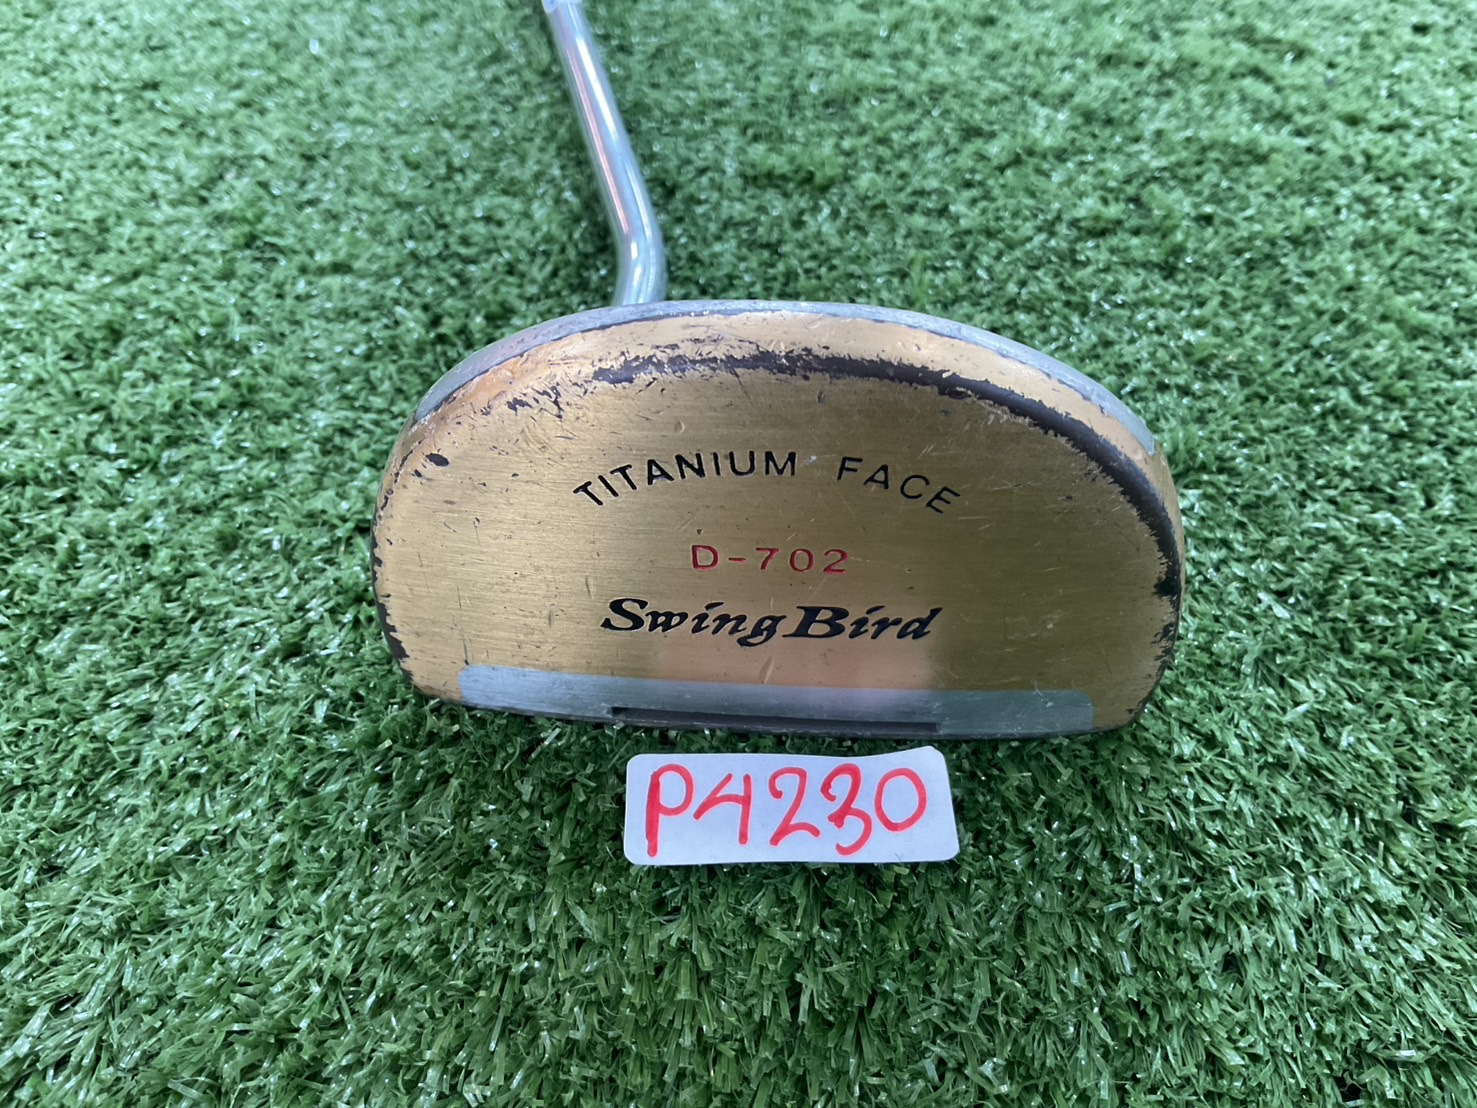 TITANIUM FACE
D-702
Swing Bird
P4230